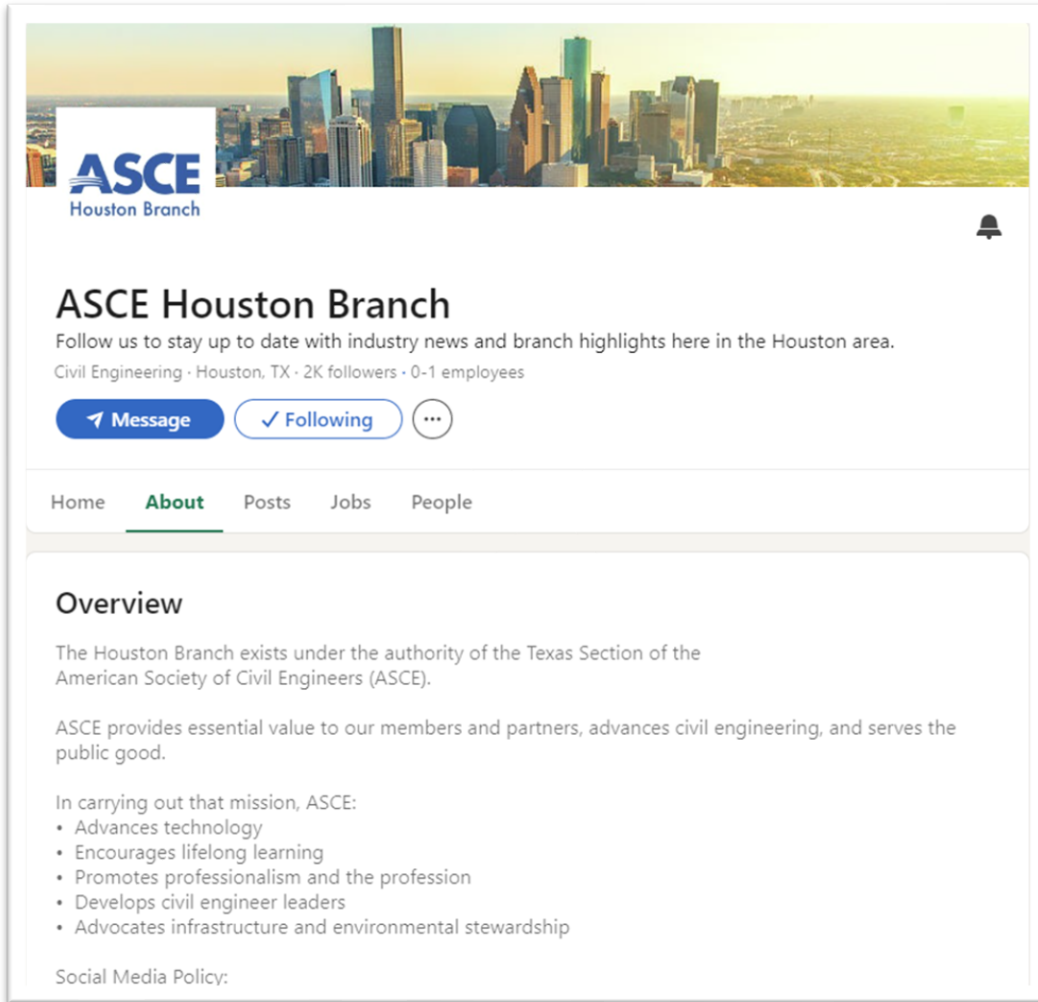 ASCE
Houston Branch
ASCE Houston Branch
Follow us to stay up to date with industry news and branch highlights here in the Houston area.
Civil Engineering · Houston, TX · 2K followers · 0-1 employees
Message
Following
Home
About
Posts
Jobs
People
Overview
The Houston Branch exists under the authority of the Texas Section of the
American Society of Civil Engineers (ASCE).
ASCE provides essential value to our members and partners, advances civil engineering, and serves the
public good.
In carrying out that mission, ASCE:
• Advances technology
• Encourages lifelong learning
• Promotes professionalism and the profession
• Develops civil engineer leaders
• Advocates infrastructure and environmental stewardship
Social Media Policy: